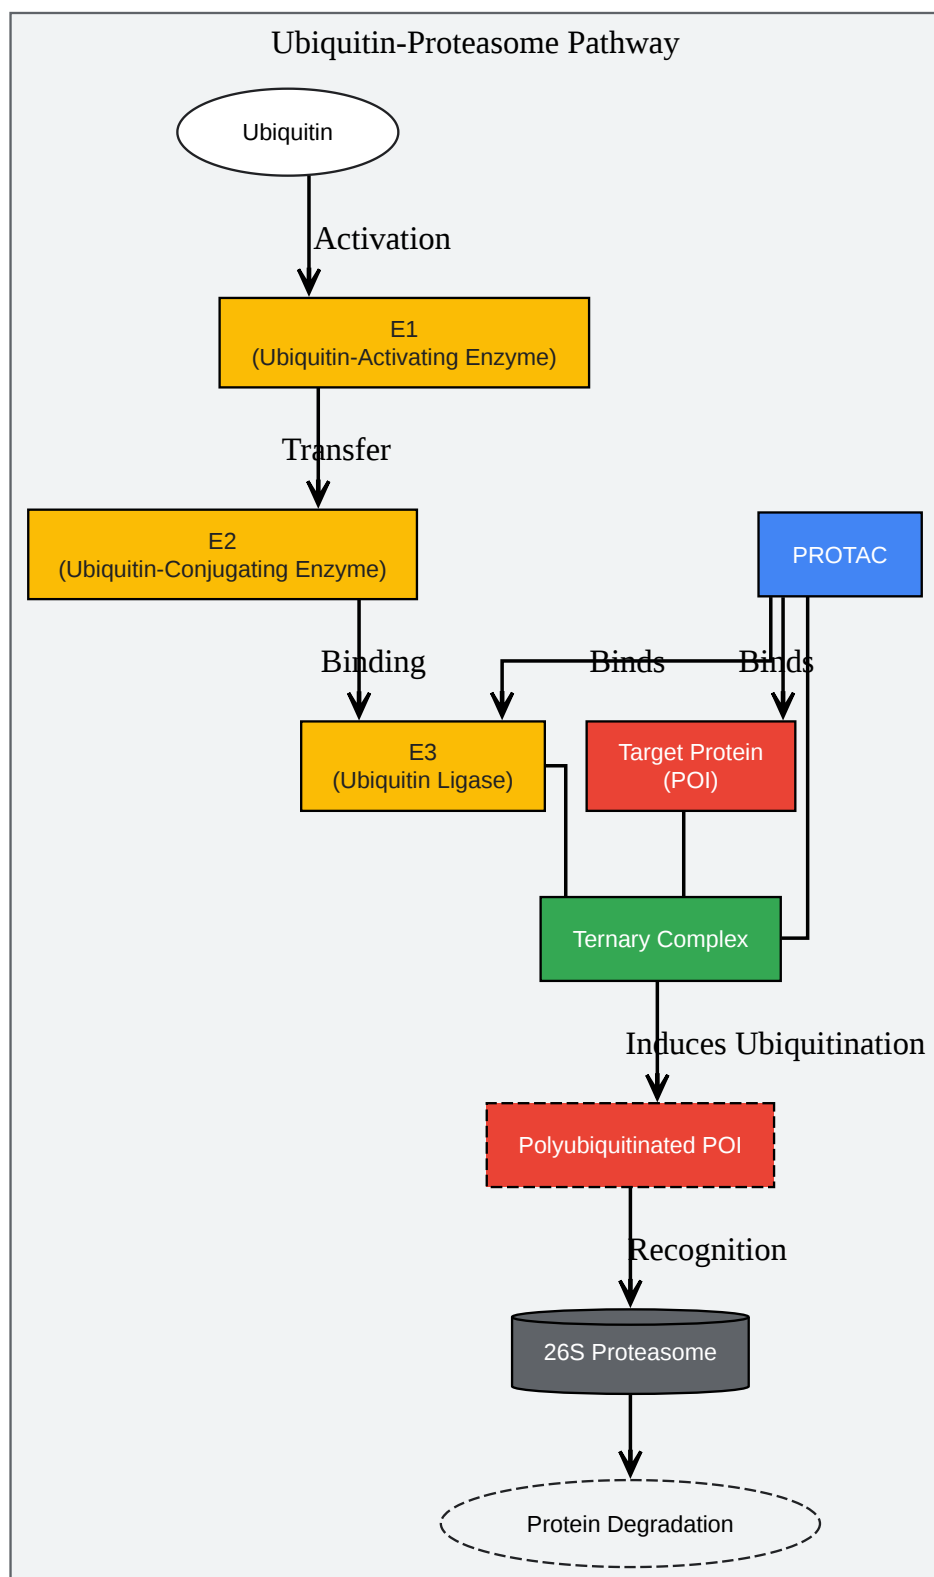 Ubiquitin-Proteasome Pathway
Ubiquitin
Activation
E1
(Ubiquitin-Activating Enzyme)
Transfer
E2
(Ubiquitin-Conjugating Enzyme)
PROTAC
Binding
Binds
Binds
E3
(Ubiquitin Ligase)
Target Protein
(POI)
Ternary Complex
Induces Ubiquitination
Polyubiquitinated POI
Recognition
26S Proteasome
Protein Degradation